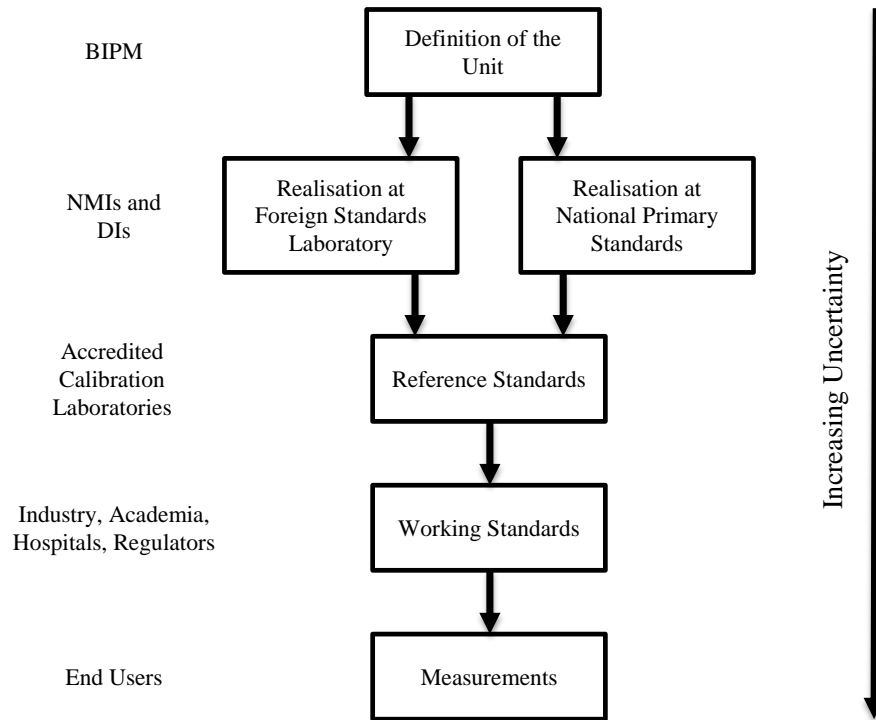 BIPM
Definition of the
Unit
NMIs and
DIs
Realisation at
Foreign Standards
Laboratory
Realisation at
National Primary
Standards
Accredited
Calibration
Laboratories
Reference Standards
Industry, Academia,
Hospitals, Regulators
Working Standards
End Users
Measurements
Increasing Uncertainty